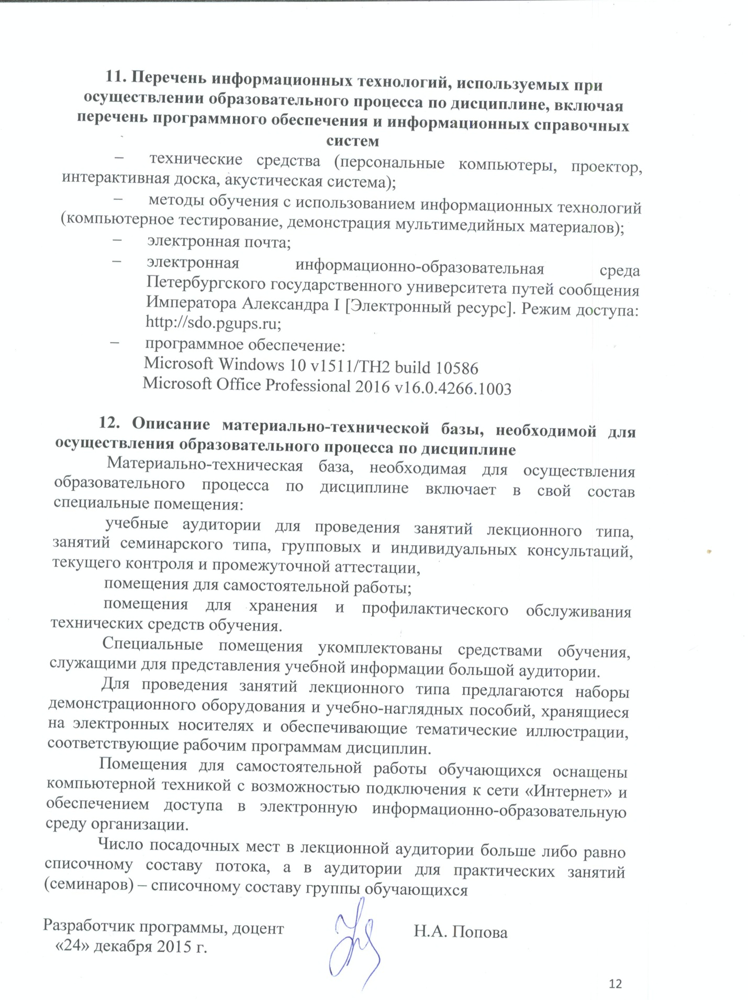 11. Перечень информационных технологий, используемых при
осуществлении образовательного процесса по дисциплине, включая
перечень программного обеспечения и информационных справочных
систем
– технические средства (персональные компьютеры, проектор,
интерактивная доска, акустическая система);
– методы обучения с использованием информационных технологий
(компьютерное тестирование, демонстрация мультимедийных материалов);
– электронная почта;
– электронная информационно-образовательная среда
Петербургского государственного университета путей сообщения
Императора Александра I [Электронный ресурс]. Режим доступа:
http://sdo.pgups.ru;
– программное обеспечение:
Microsoft Windows 10 v1511/TH2 build 10586
Microsoft Office Professional 2016 v16.0.4266.1003
12. Описание материально-технической базы, необходимой для
осуществления образовательного процесса по дисциплине
Материально-техническая база, необходимая для осуществления
образовательного процесса по дисциплине включает в свой состав
специальные помещения:
учебные аудитории для проведения занятий лекционного типа,
занятий семинарского типа, групповых и индивидуальных консультаций,
текущего контроля и промежуточной аттестации,
помещения для самостоятельной работы;
помещения для хранения и профилактического обслуживания
технических средств обучения.
Специальные помещения укомплектованы средствами обучения,
служащими для представления учебной информации большой аудитории.
Для проведения занятий лекционного типа предлагаются наборы
демонстрационного оборудования и учебно-наглядных пособий, хранящиеся
на электронных носителях и обеспечивающие тематические иллюстрации,
соответствующие рабочим программам дисциплин.
Помещения для самостоятельной работы обучающихся оснащены
компьютерной техникой с возможностью подключения к сети «Интернет» и
обеспечением доступа в электронную информационно-образовательную
среду организации.
Число посадочных мест в лекционной аудитории больше либо равно
списочному составу потока, а в аудитории для практических занятий
(семинаров) – списочному составу группы обучающихся
Разработчик программы, доцент Н.А. Попова
«24» декабря 2015 г.
12